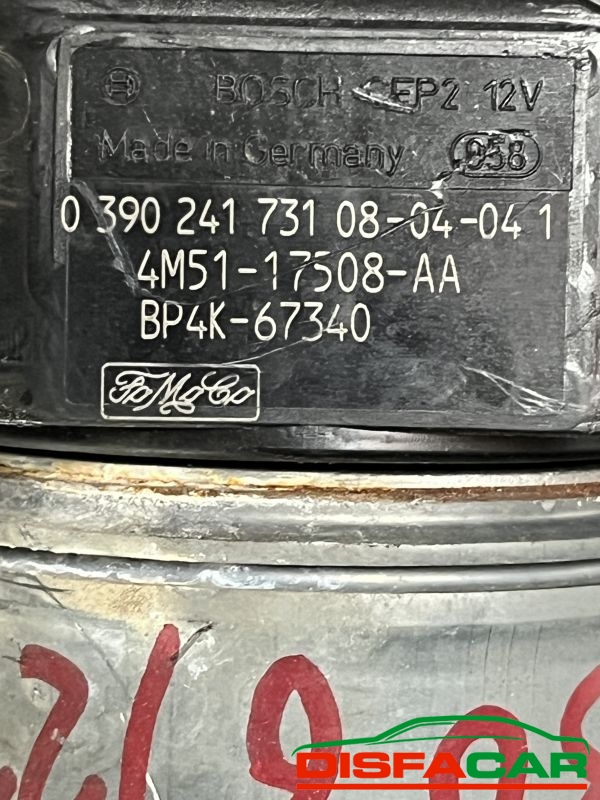 BOSCH CEP2 12V
Made in Germany 958
0 390 241 731 08-04-04 1
4M51-17508-AA
BP4K-67340
FoMoCo
DISFACAR